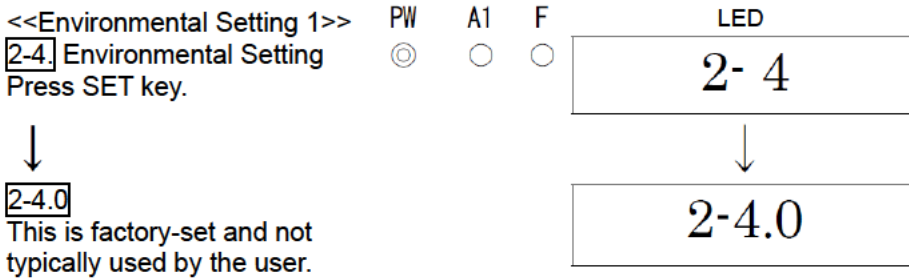 <<Environmental Setting 1>> PW A1 F LED
2-4. Environmental Setting ◎ ○ ○ 2- 4
Press SET key.
↓ ↓
2-4.0 2-4.0
This is factory-set and not
typically used by the user.